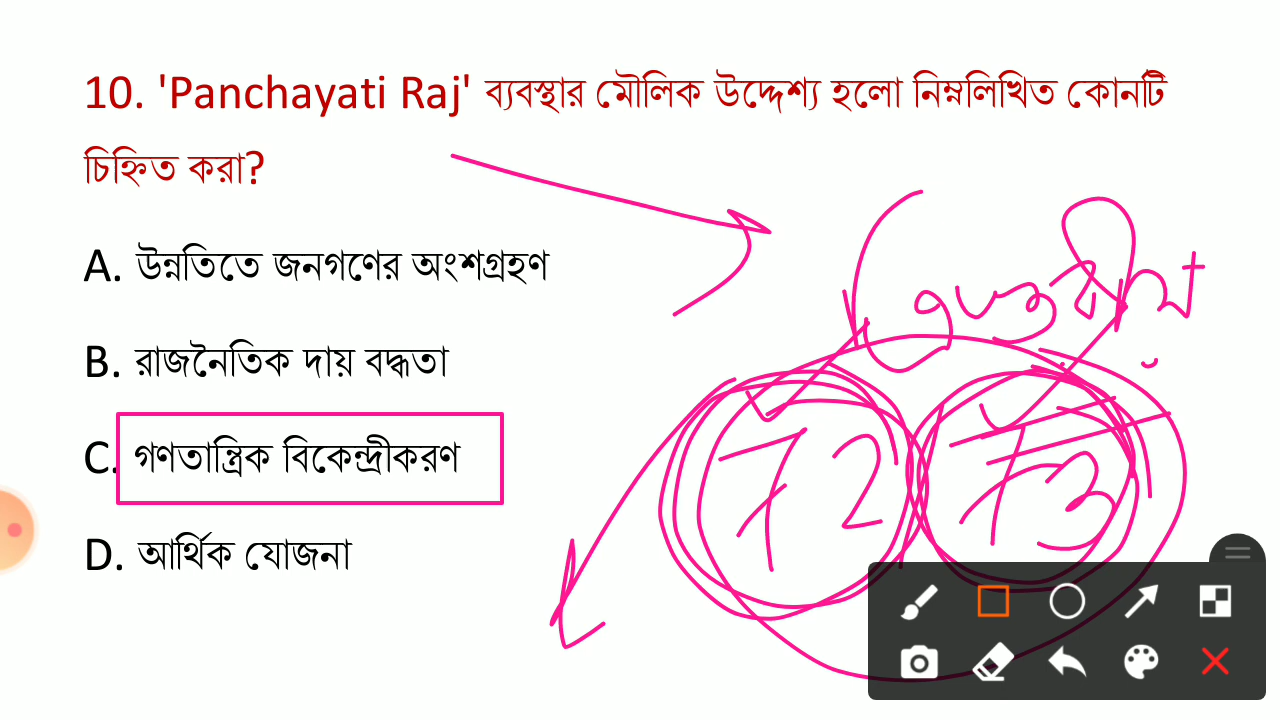 10. 'Panchayati Raj' ব্যবস্থার মৌলিক উদ্দেশ্য হলো নিম্নলিখিত কোনটি
চিহ্নিত করা?
A. উন্নতিতে জনগণের অংশগ্রহণ
B. রাজনৈতিক দায় বদ্ধতা
C. গণতান্ত্রিক বিকেন্দ্রীকরণ
D. আর্থিক যোজনা
72 73